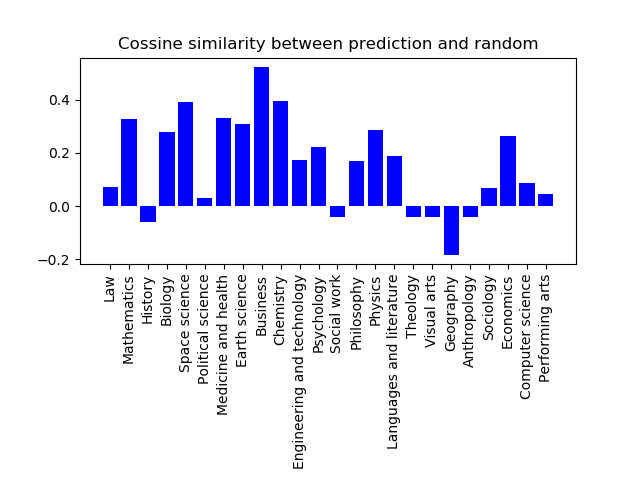 Cossine similarity between prediction and random
0.4
0.2
0.0
−0.2
Law
Mathematics
History
Biology
Space science
Political science
Medicine and health
Earth science
Business
Chemistry
Engineering and technology
Psychology
Social work
Philosophy
Physics
Languages and literature
Theology
Visual arts
Geography
Anthropology
Sociology
Economics
Computer science
Performing arts